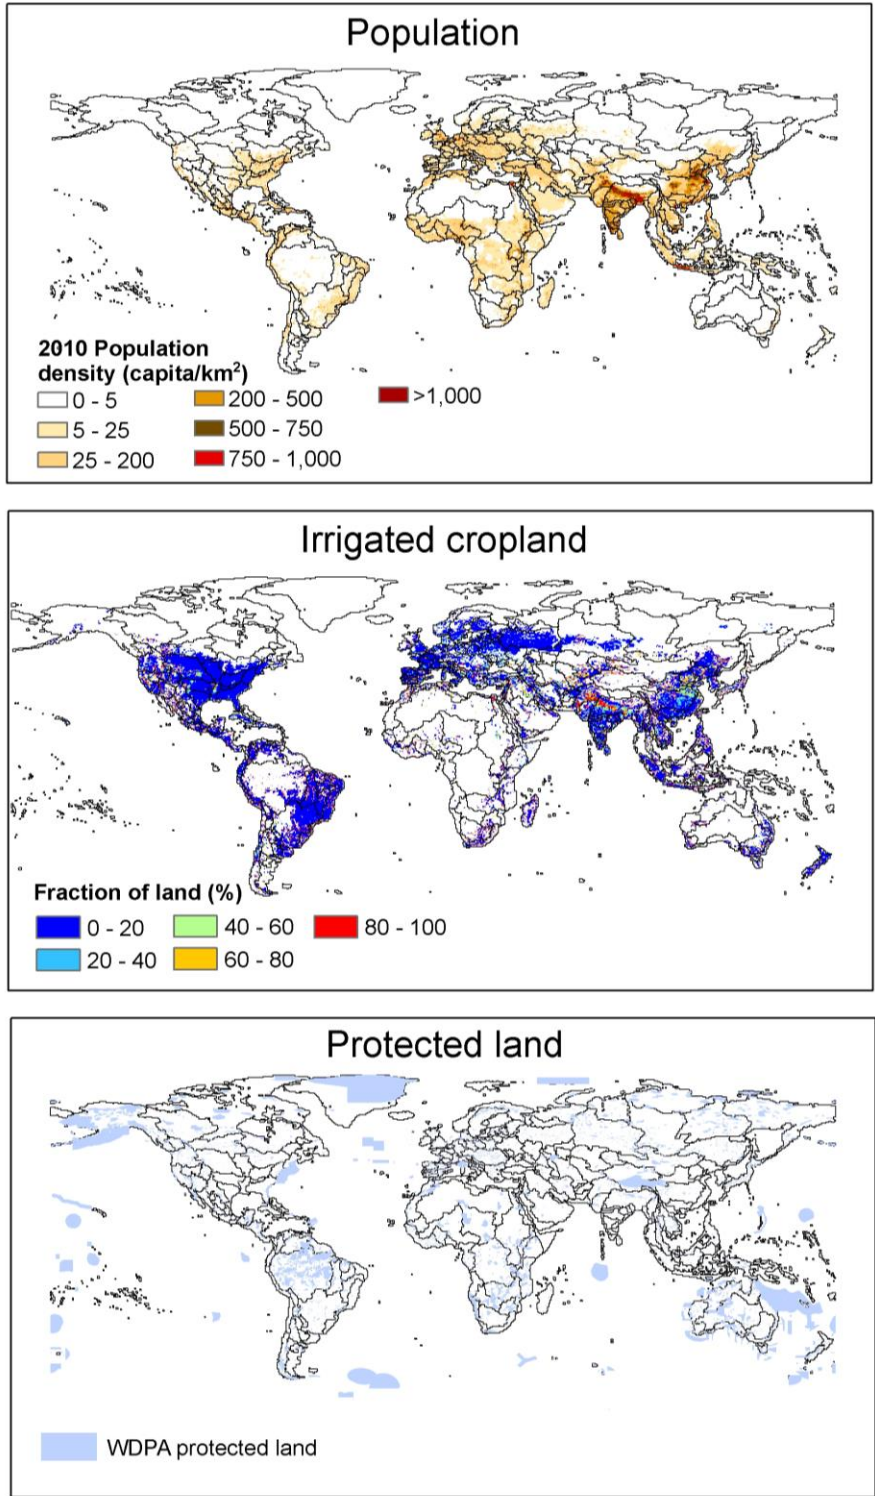 Population
2010 Population
density (capita/km²)
0 - 5
200 - 500
>1,000
5 - 25
500 - 750
25 - 200
750 - 1,000
Irrigated cropland
Fraction of land (%)
0 - 20
40 - 60
80 - 100
20 - 40
60 - 80
Protected land
WDPA protected land